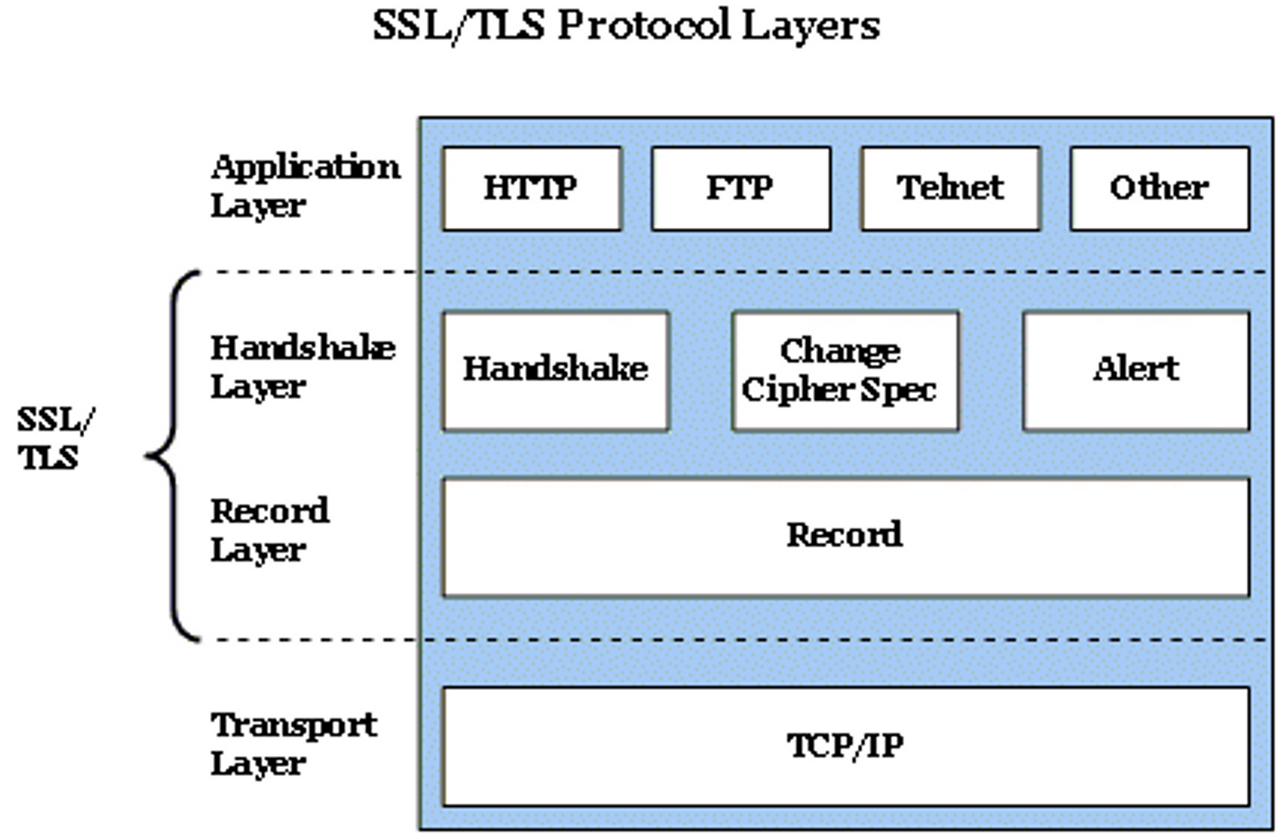 SSL/TLS Protocol Layers
Application
Layer
HTTP
FTP
Telnet
Other
SSL/
TLS
Handshake
Layer
Handshake
Change
Cipher Spec
Alert
Record
Layer
Record
Transport
Layer
TCP/IP